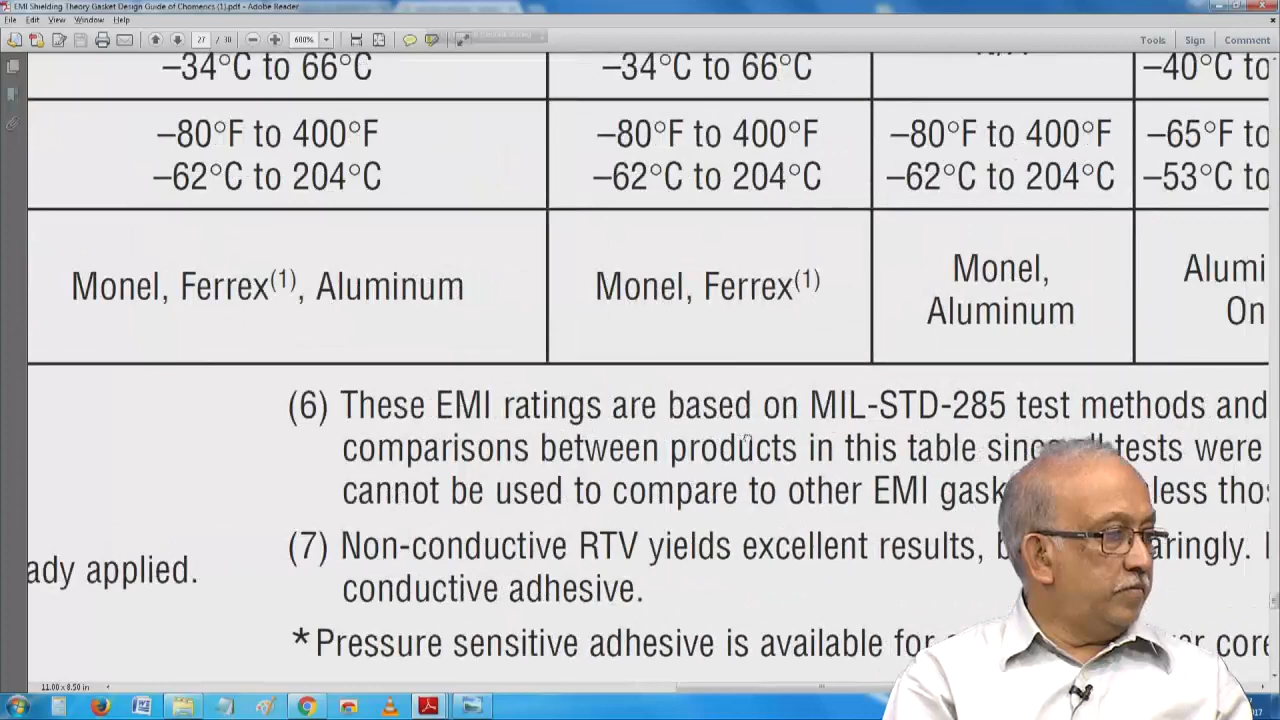 EMI Shielding Theory Gasket Design Guide of Chomerics (1).pdf - Adobe Reader
File Edit View Window Help
27 / 30 600% Tools Sign Comment
–34°C to 66°C –34°C to 66°C –40°C to
–80°F to 400°F –80°F to 400°F –80°F to 400°F –65°F to
–62°C to 204°C –62°C to 204°C –62°C to 204°C –53°C to
Monel, Ferrex(1), Aluminum Monel, Ferrex(1) Monel, Alumi
Aluminum On
(6) These EMI ratings are based on MIL-STD-285 test methods and
comparisons between products in this table since all tests were
cannot be used to compare to other EMI gask less thos
(7) Non-conductive RTV yields excellent results, b aringly.
ady applied. conductive adhesive.
*Pressure sensitive adhesive is available for er core
11.00 x 8.50 in